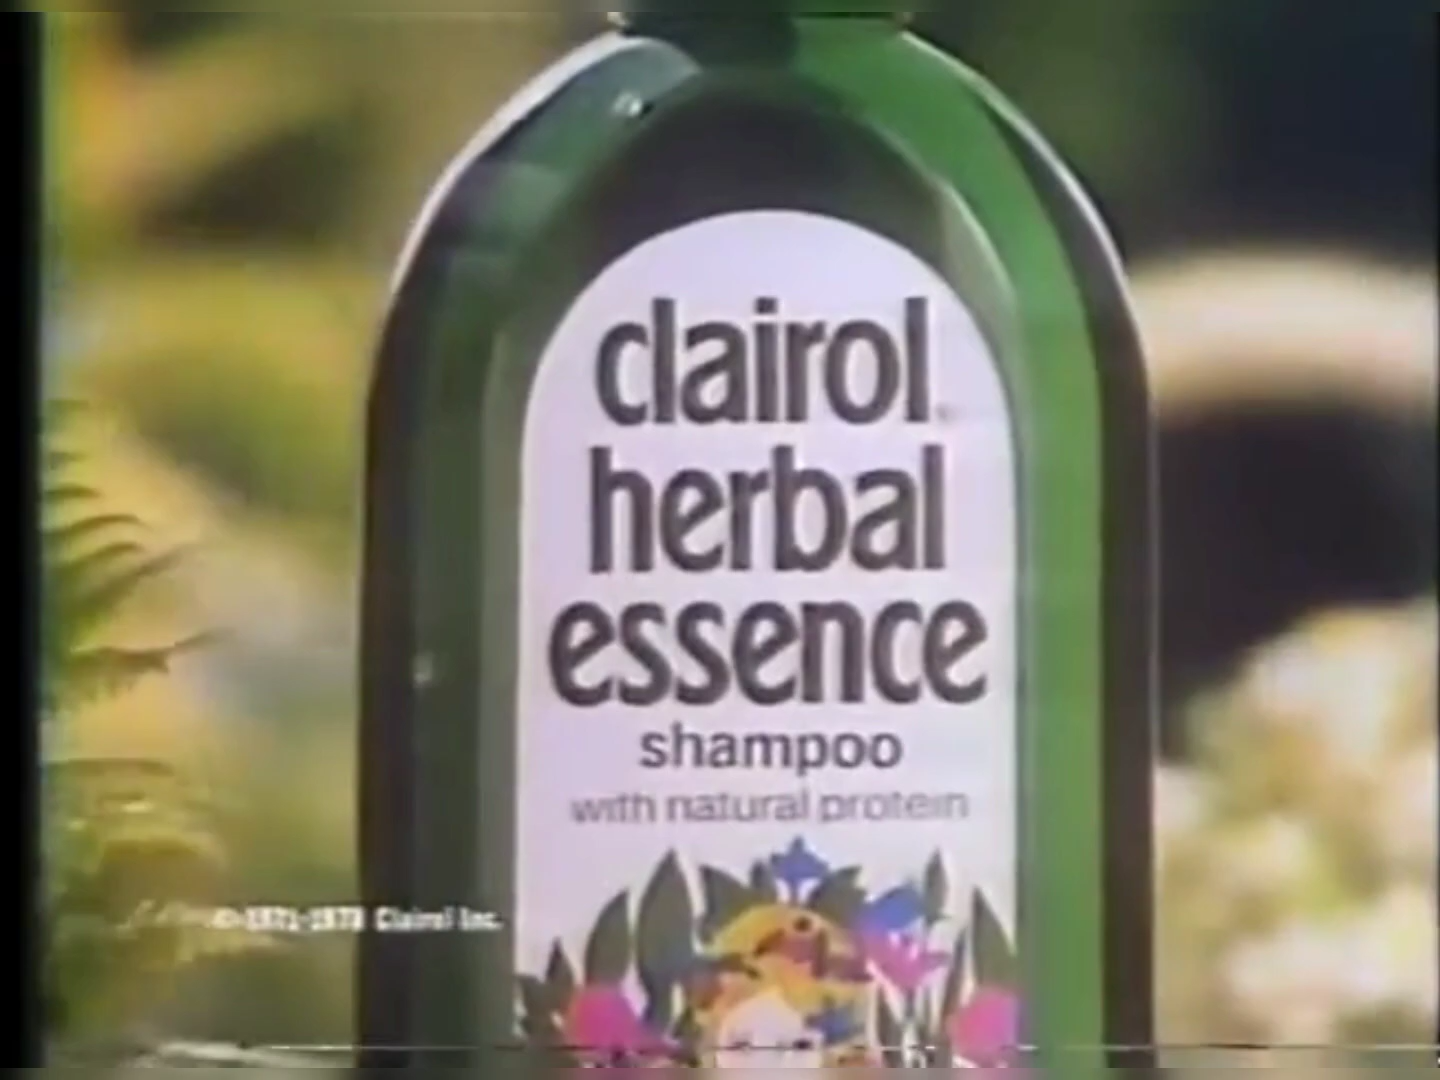 clairol
herbal
essence
shampoo
with natural protein
Clairol Inc.